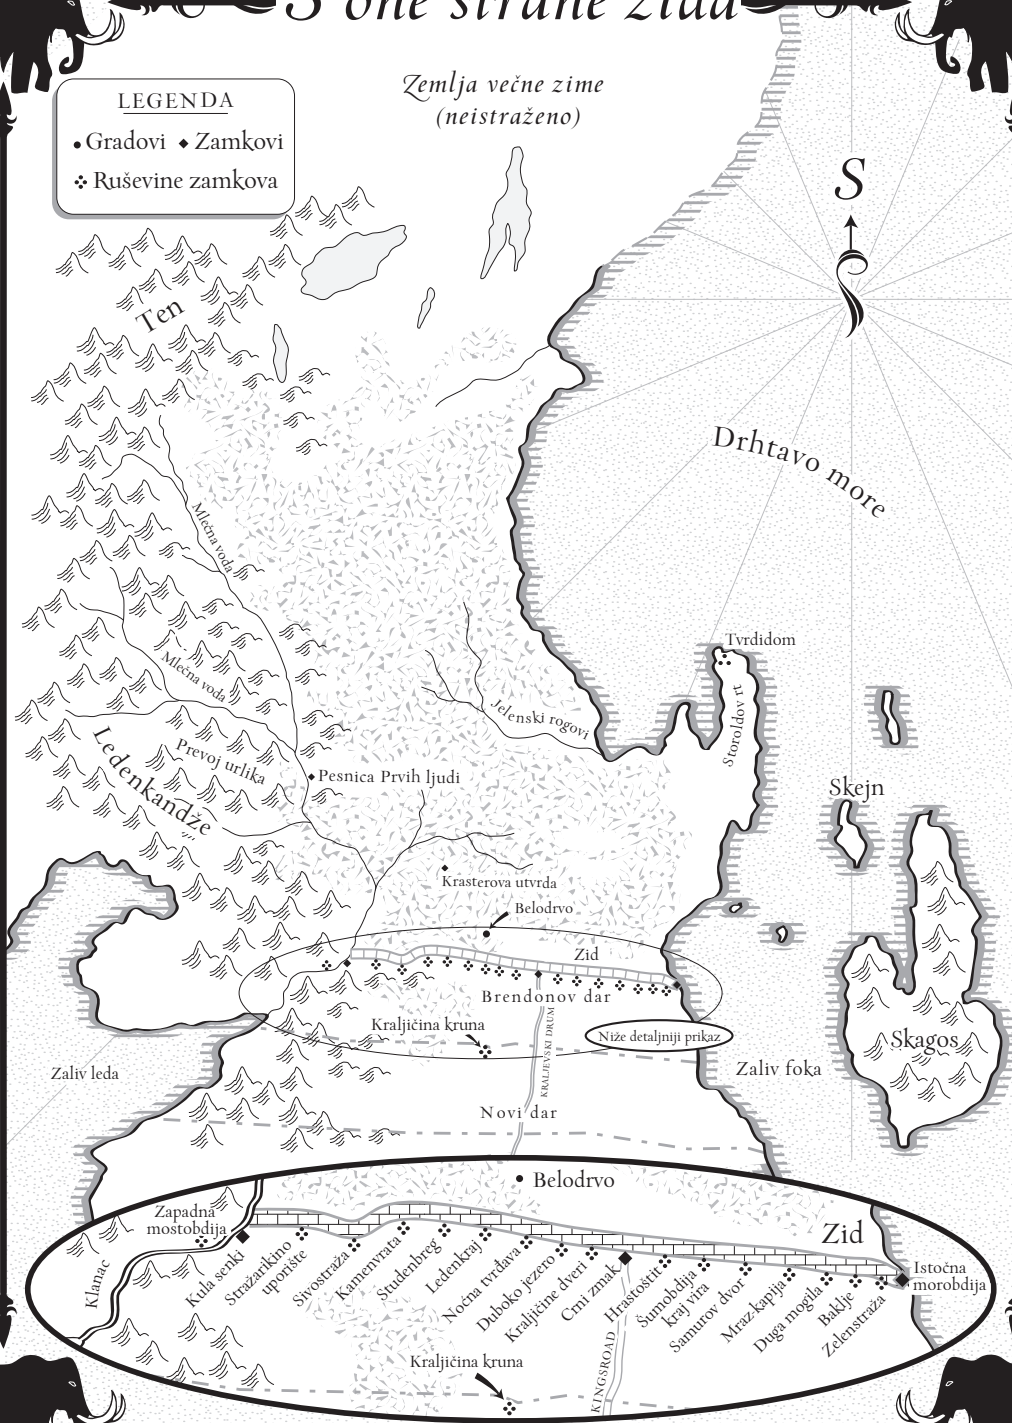 S one strane zida
LEGENDA
Gradovi Zamkovi
Ruševine zamkova
Zemlja večne zime
(neistraženo)
S
Ten
Drhtavo more
Mlečna voda
Tvrdidom
Mlečna voda
Storoldov rt
Jelenski rogovi
Ledenkandže
Prevoj urlika
Pesnica Prvih ljudi
Skejn
Krasterova utvrda
Belodrvo
Zid
Brendonov dar
Kraljičina kruna
KRALJEVSKI DRUM
Niže detaljniji prikaz
Skagos
Zaliv leda
Zaliv foka
Novi dar
Belodrvo
Zapadna
mostobdija
Zid
Klanac
Kula senki
Stražarikino
uporište
Sivostraža
Kamenvrata
Studenbreg
Ledenkraj
Noćna tvrđava
Duboko jezero
Kraljičine dveri
Crni zmak
Hrastoštit
Šumobdija
kraj vira
Samurov dvor
Mraz-kapija
Duga mogila
Baklje
Zelenstraža
Istočna
morobdija
Kraljičina kruna
KINGSROAD